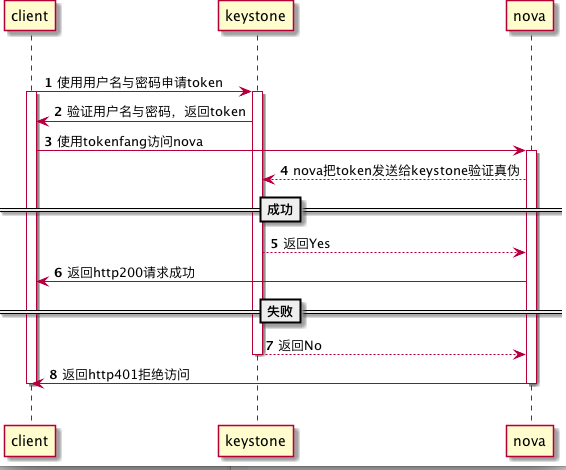 client keystone nova
1 使用用户名与密码申请token
2 验证用户名与密码，返回token
3 使用tokenfang访问nova
4 nova把token发送给keystone验证真伪
成功
5 返回Yes
6 返回http200请求成功
失败
7 返回No
8 返回http401拒绝访问
client keystone nova